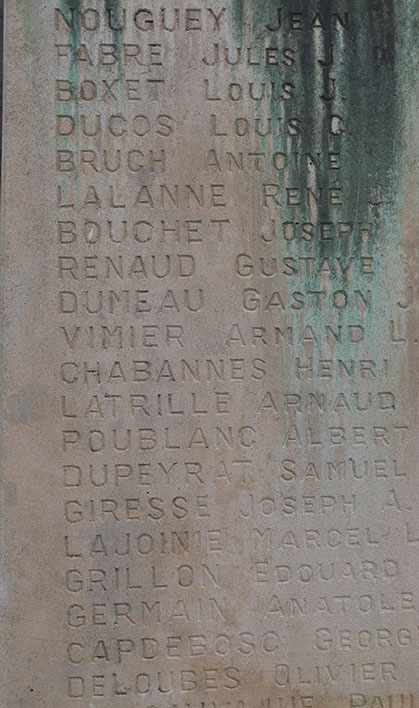 NOUGUEY JEAN
FABRE JULES J.
BOXET LOUIS J.
DUCOS LOUIS G.
BRUCH ANTOINE
LALANNE RENÉ J
BOUCHET JOSEPH
RENAUD GUSTAVE
DUMEAU GASTON J
VIMIER ARMAND L
CHABANNES HENRI
LATRILLE ARNAUD
POUBLANC ALBERT
DUPEYRAT SAMUEL
GIRESSE JOSEPH A.
LAJOINIE MARCEL L
GRILLON EDOUARD
GERMAIN ANATOLE
CAPDEBOSC GEORG
DELOUBES OLIVIER
PAUL